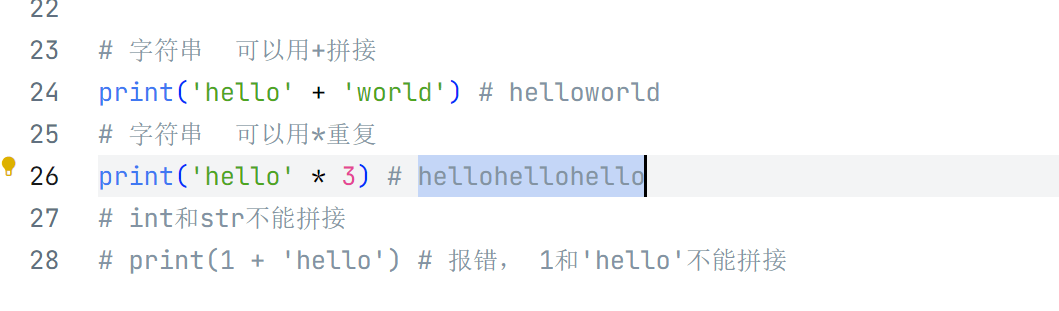 22
23 # 字符串  可以用+拼接
24 print('hello' + 'world') # helloworld
25 # 字符串  可以用*重复
26 print('hello' * 3) # hellohellohello
27 # int和str不能拼接
28 # print(1 + 'hello') # 报错， 1和'hello'不能拼接